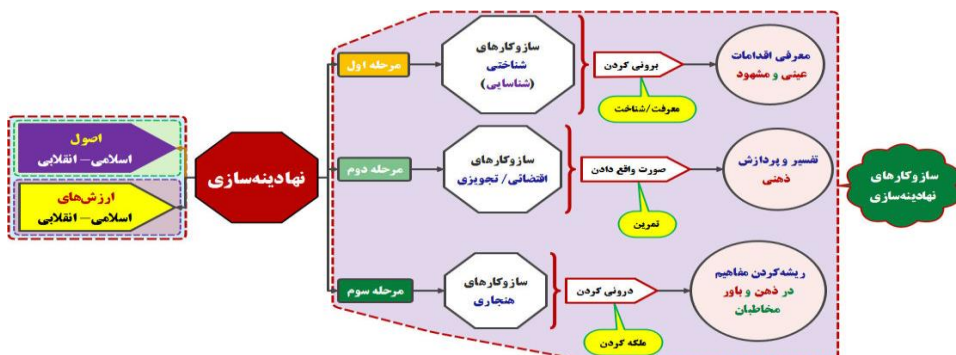 اصول
اسلامی – انقلابی
ارزش‌های
اسلامی – انقلابی
نهادینه‌سازی
مرحله اول
سازوکارهای
شناختی
(شناسایی)
برونی کردن
معرفت/شناخت
معرفی اقدامات
عینی و مشهود
مرحله دوم
سازوکارهای
اقتضائی/ تجویزی
صورت واقع دادن
تمرین
تفسیر و پردازش
ذهنی
مرحله سوم
سازوکارهای
هنجاری
درونی کردن
ملکه کردن
ریشه‌کردن مفاهیم
در ذهن و باور
مخاطبان
سازوکارهای
نهادینه‌سازی